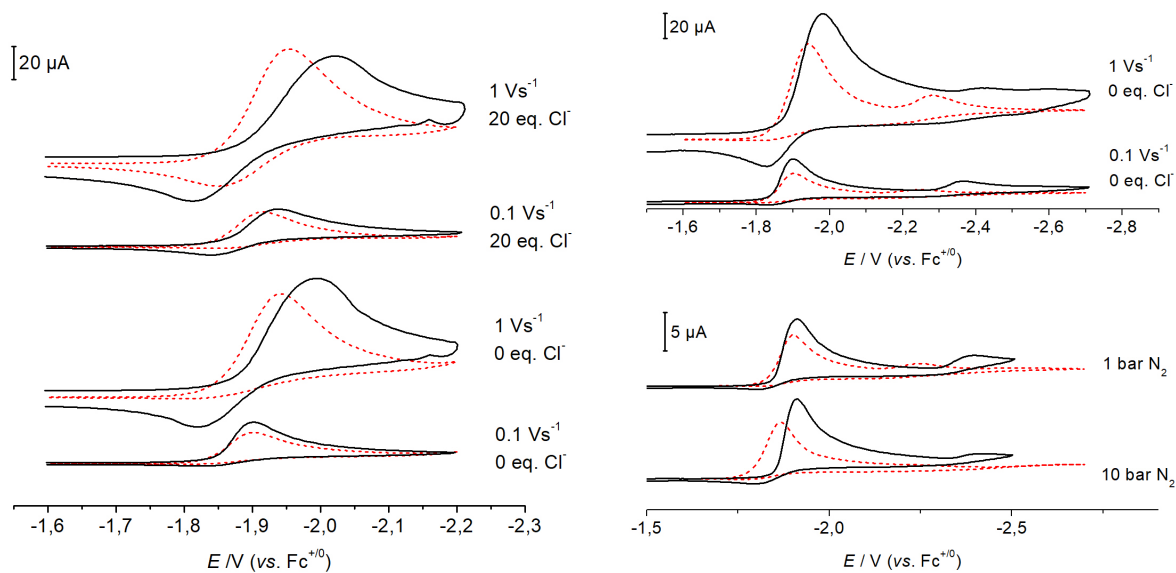 20 µA
1 Vs⁻¹
20 eq. Cl⁻
0.1 Vs⁻¹
20 eq. Cl⁻
1 Vs⁻¹
0 eq. Cl⁻
0.1 Vs⁻¹
0 eq. Cl⁻
-1,6 -1,7 -1,8 -1,9 -2,0 -2,1 -2,2 -2,3
E /V (vs. Fc⁺ᐟ⁰)
20 µA
1 Vs⁻¹
0 eq. Cl⁻
0.1 Vs⁻¹
0 eq. Cl⁻
-1,6 -1,8 -2,0 -2,2 -2,4 -2,6 -2,8
E / V (vs. Fc⁺ᐟ⁰)
5 µA
1 bar N₂
10 bar N₂
-1,5 -2,0 -2,5
E / V (vs. Fc⁺ᐟ⁰)